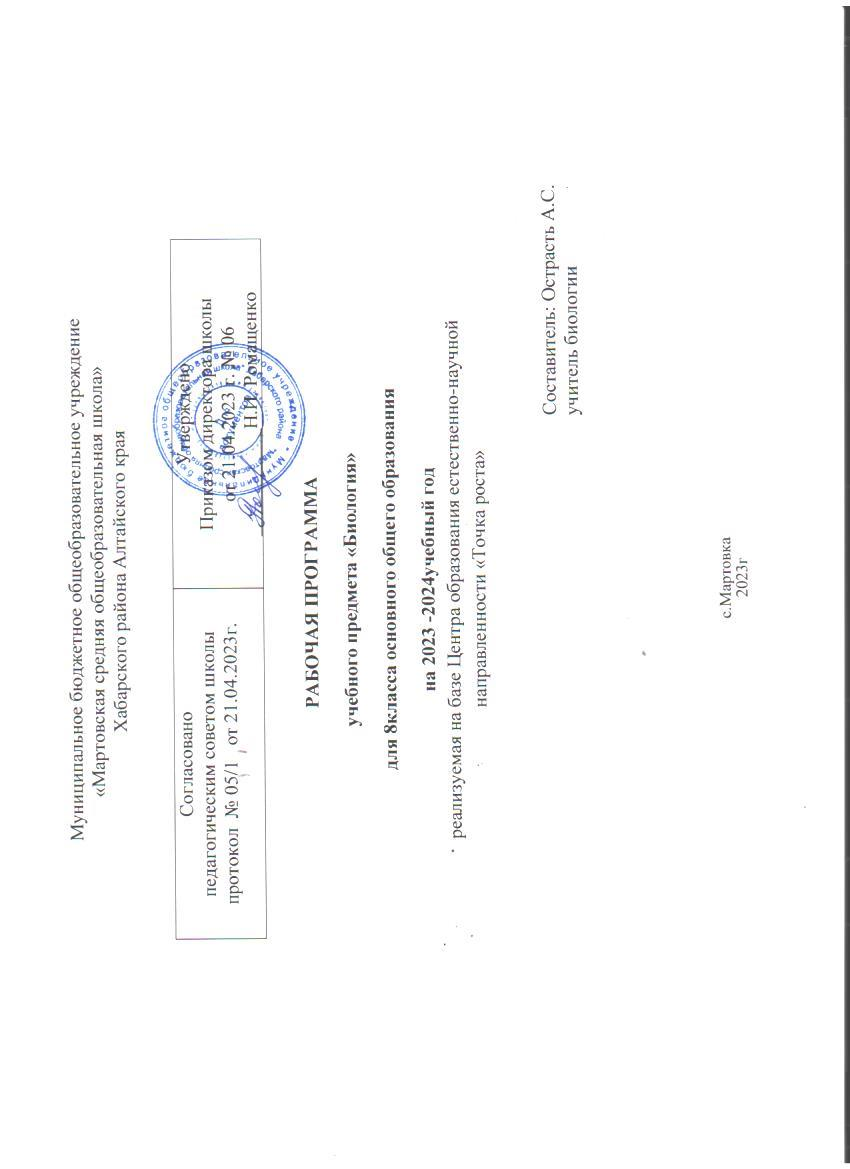 Муниципальное бюджетное общеобразовательное учреждение
«Мартовская средняя общеобразовательная школа»
Хабарского района Алтайского края
Согласовано
педагогическим советом школы
протокол № 05/1 от 21.04.2023г.
Утверждено
Приказом директора школы
от 21.04.2023 г. № 06
Н.И. Ромащенко
РАБОЧАЯ ПРОГРАММА
учебного предмета «Биология»
для 8класса основного общего образования
на 2023 -2024учебный год
реализуемая на базе Центра образования естественно-научной
направленности «Точка роста»
Составитель: Острасть А.С.
учитель биологии
с.Мартовка
2023г